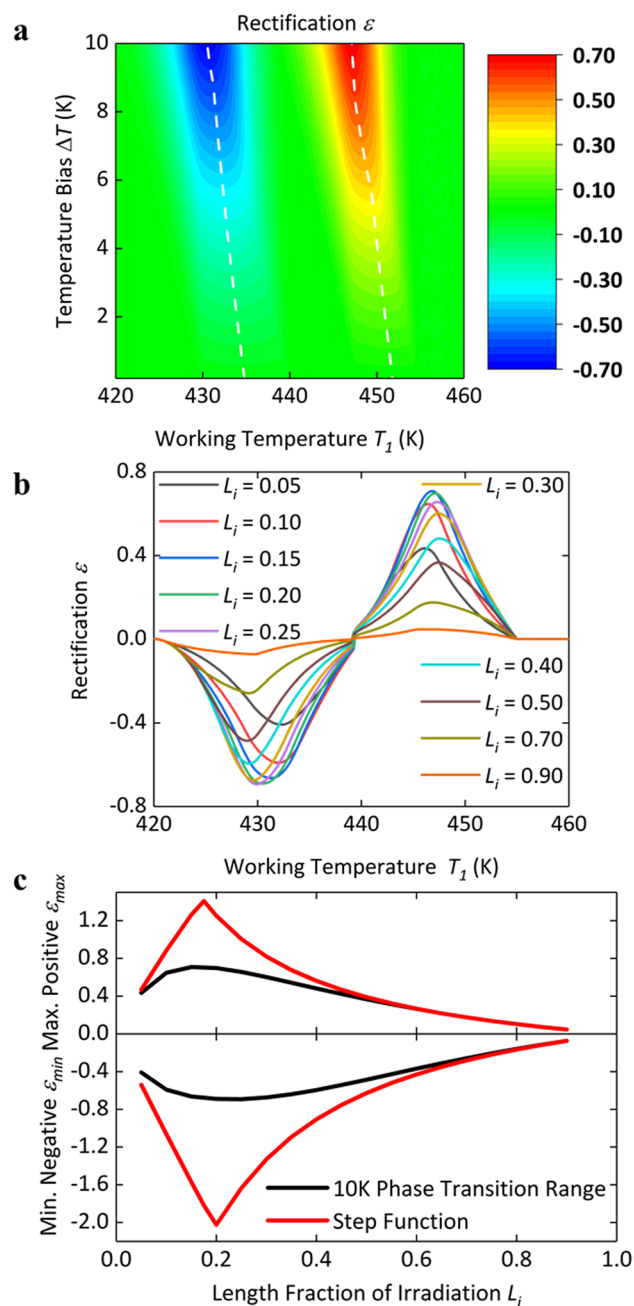 a
Rectification ε
Temperature Bias ΔT (K)
10
8
6
4
2
420 430 440 450 460
Working Temperature T1 (K)
0.70
0.50
0.30
0.10
-0.10
-0.30
-0.50
-0.70
b
Rectification ε
0.8
0.4
0.0
-0.4
-0.8
Li = 0.05
Li = 0.10
Li = 0.15
Li = 0.20
Li = 0.25
Li = 0.30
Li = 0.40
Li = 0.50
Li = 0.70
Li = 0.90
420 430 440 450 460
Working Temperature T1 (K)
c
Min. Negative εmin Max. Positive εmax
1.2
0.8
0.4
0.0
-0.4
-0.8
-1.2
-1.6
-2.0
10K Phase Transition Range
Step Function
0.0 0.2 0.4 0.6 0.8 1.0
Length Fraction of Irradiation Li